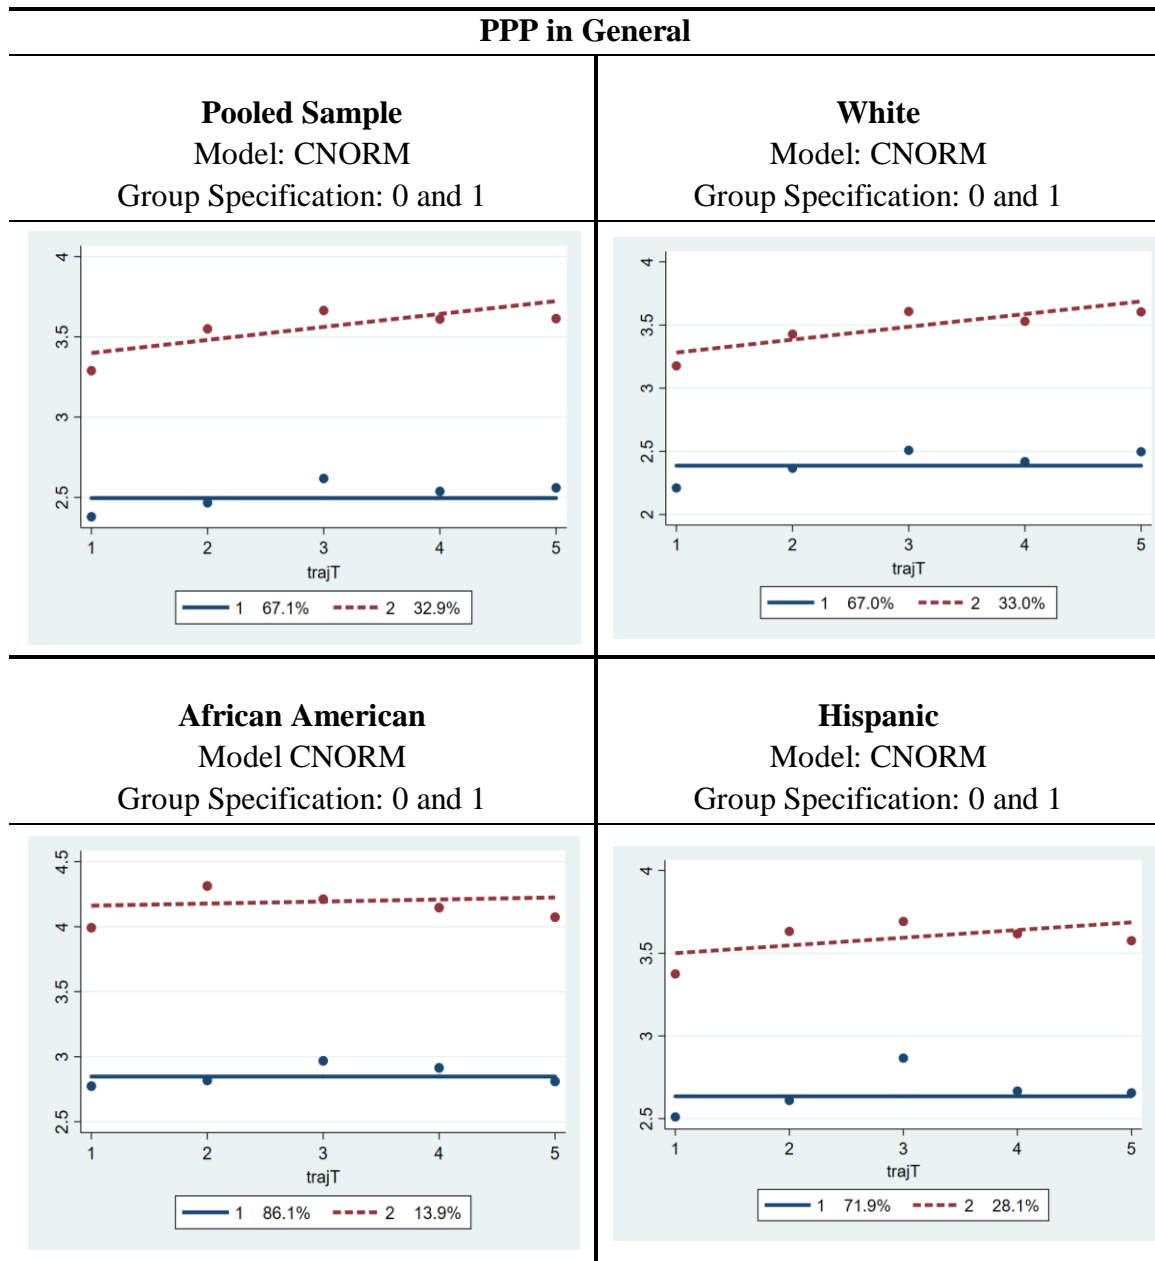 PPP in General
Pooled Sample
Model: CNORM
Group Specification: 0 and 1
White
Model: CNORM
Group Specification: 0 and 1
4
3.5
3
2.5
1 2 3 4 5
trajT
1 67.1% 2 32.9%
4
3.5
3
2.5
2
1 2 3 4 5
trajT
1 67.0% 2 33.0%
African American
Model CNORM
Group Specification: 0 and 1
Hispanic
Model: CNORM
Group Specification: 0 and 1
4.5
4
3.5
3
2.5
1 2 3 4 5
trajT
1 86.1% 2 13.9%
4
3.5
3
2.5
1 2 3 4 5
trajT
1 71.9% 2 28.1%